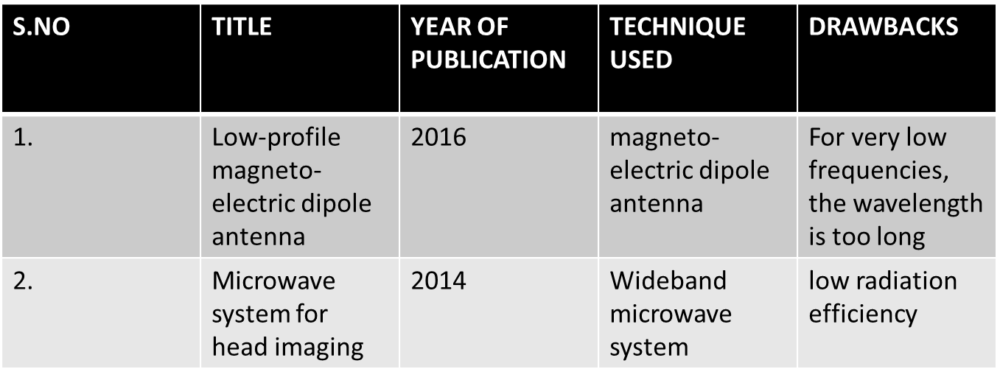 S.NO
TITLE
YEAR OF
PUBLICATION
TECHNIQUE
USED
DRAWBACKS
1.
Low-profile
magneto-
electric dipole
antenna
2016
magneto-
electric dipole
antenna
For very low
frequencies,
the wavelength
is too long
2.
Microwave
system for
head imaging
2014
Wideband
microwave
system
low radiation
efficiency